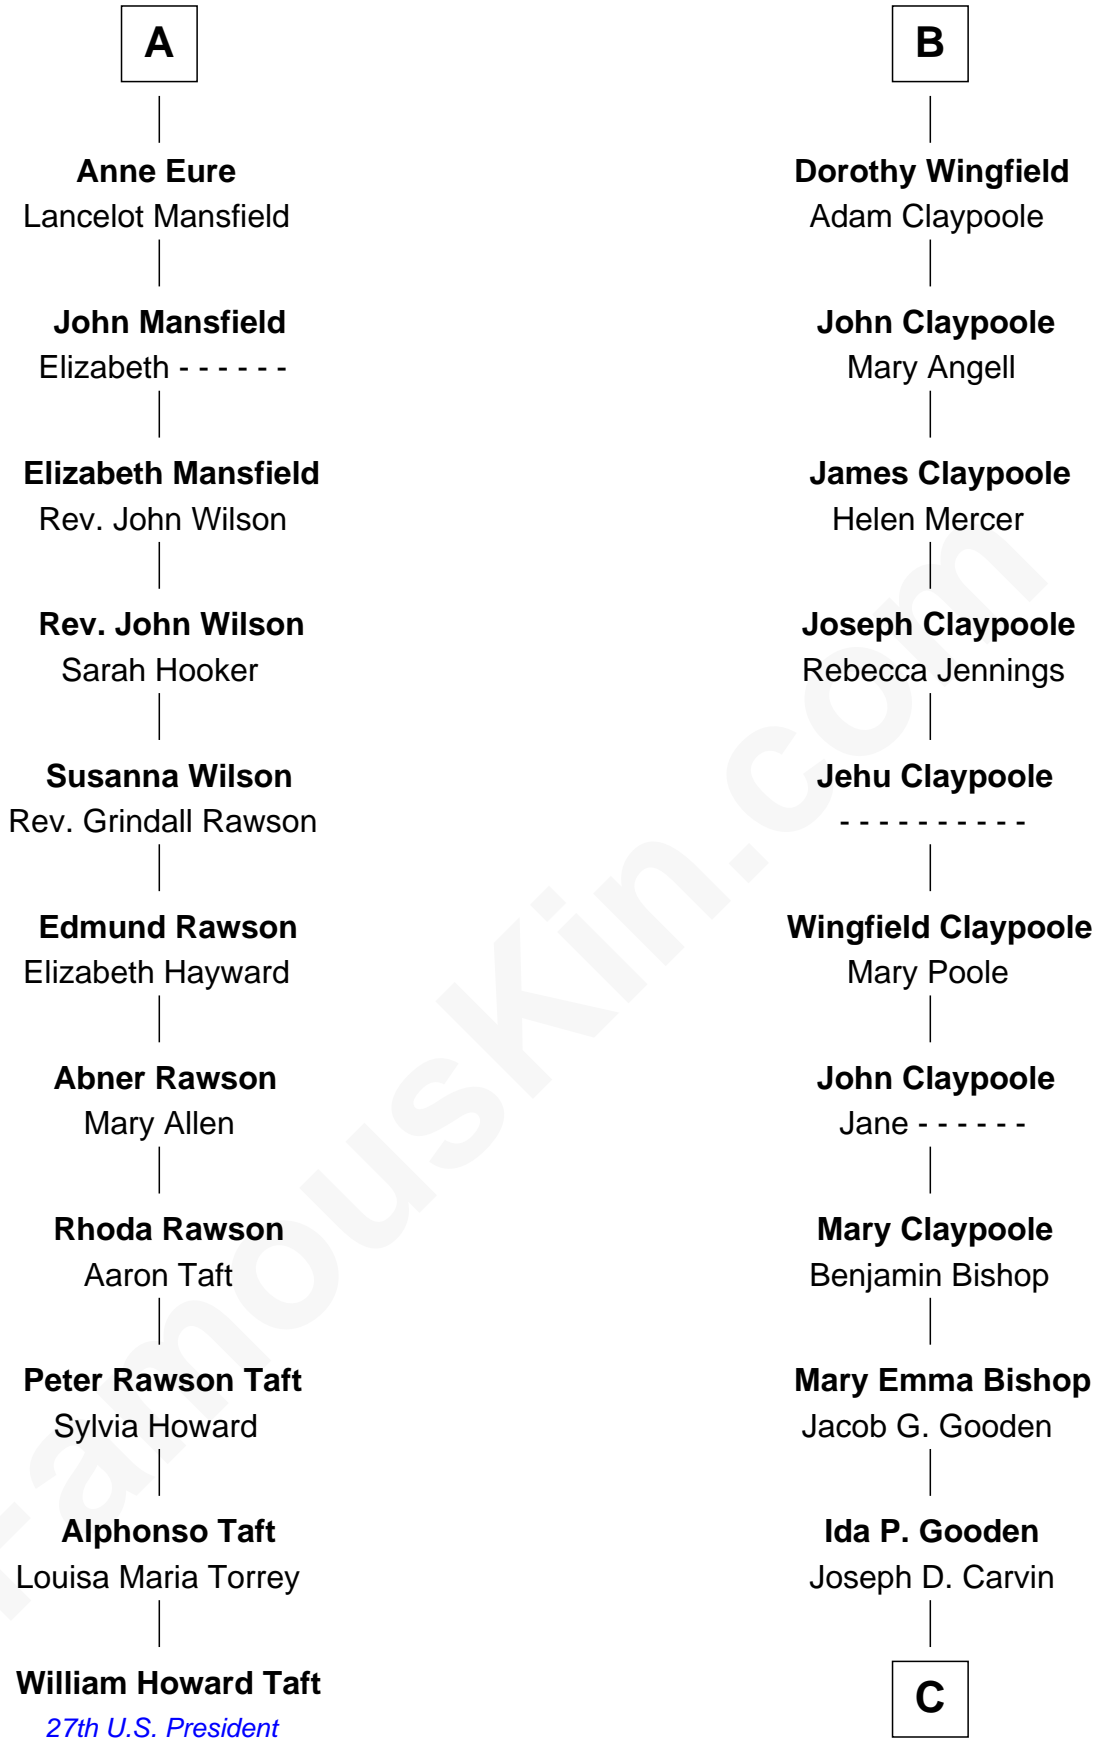 A
Anne Eure
Lancelot Mansfield
John Mansfield
Elizabeth - - - - - -
Elizabeth Mansfield
Rev. John Wilson
Rev. John Wilson
Sarah Hooker
Susanna Wilson
Rev. Grindall Rawson
Edmund Rawson
Elizabeth Hayward
Abner Rawson
Mary Allen
Rhoda Rawson
Aaron Taft
Peter Rawson Taft
Sylvia Howard
Alphonso Taft
Louisa Maria Torrey
William Howard Taft
27th U.S. President
B
Dorothy Wingfield
Adam Claypoole
John Claypoole
Mary Angell
James Claypoole
Helen Mercer
Joseph Claypoole
Rebecca Jennings
Jehu Claypoole
- - - - - - - - - -
Wingfield Claypoole
Mary Poole
John Claypoole
Jane - - - - - -
Mary Claypoole
Benjamin Bishop
Mary Emma Bishop
Jacob G. Gooden
Ida P. Gooden
Joseph D. Carvin
C
FamousKin.com